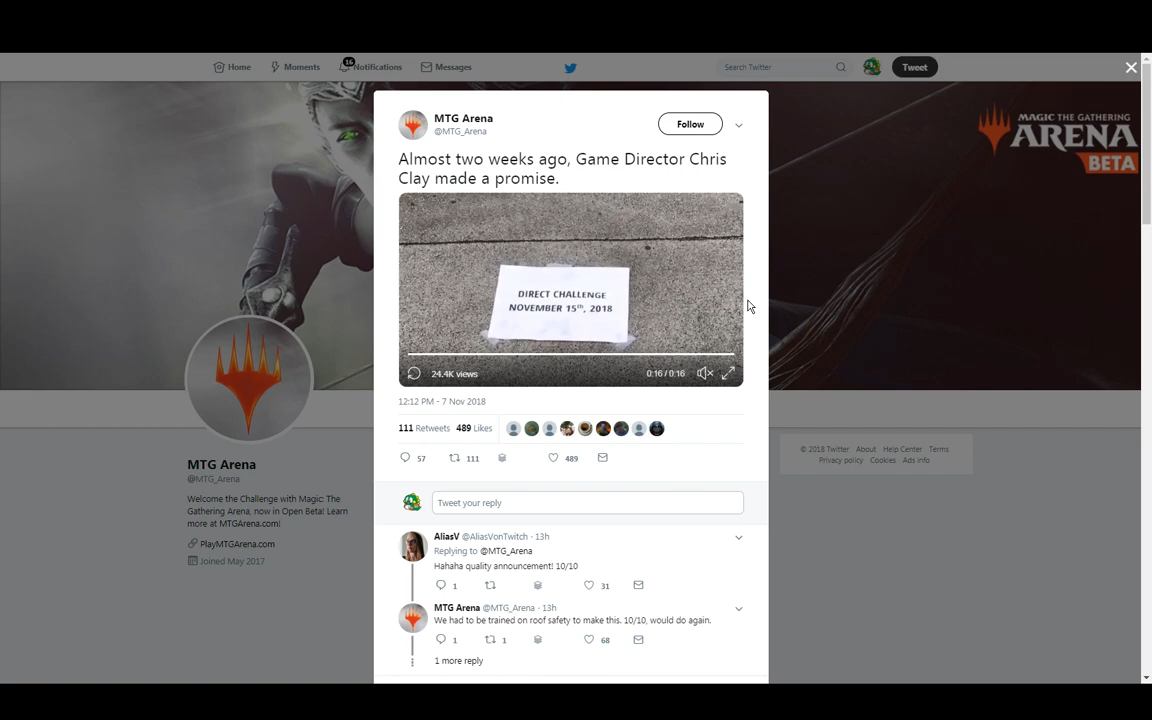 Home
Moments
16
Notifications
Messages
Search Twitter
Tweet
MAGIC THE GATHERING
ARENA
BETA
MTG Arena
@MTG_Arena
Follow
Almost two weeks ago, Game Director Chris
Clay made a promise.
DIRECT CHALLENGE
NOVEMBER 15th, 2018
24.4K views
0:16 / 0:16
12:12 PM - 7 Nov 2018
111 Retweets 489 Likes
57 111 489
Tweet your reply
AliasV @AliasVonTwitch · 13h
Replying to @MTG_Arena
Hahaha quality announcement! 10/10
1 31
MTG Arena @MTG_Arena · 13h
We had to be trained on roof safety to make this. 10/10, would do again.
1 1 68
1 more reply
MTG Arena
@MTG_Arena
Welcome the Challenge with Magic: The
Gathering Arena, now in Open Beta! Learn
more at MTGArena.com!
PlayMTGArena.com
Joined May 2017
© 2018 Twitter About Help Center Terms
Privacy policy Cookies Ads info